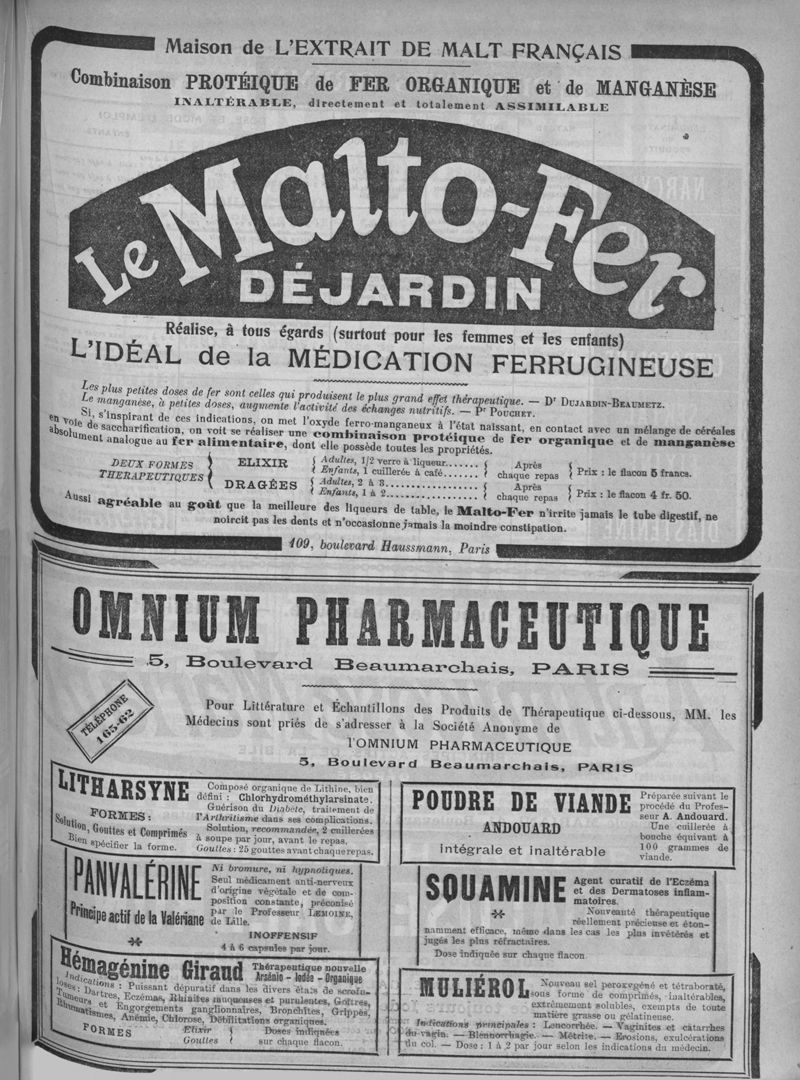 Maison de L'EXTRAIT DE MALT FRANÇAIS
Combinaison PROTÉIQUE de FER ORGANIQUE et de MANGANÈSE
INALTÉRABLE, directement et totalement ASSIMILABLE
Le Malto-Fer
DÉJARDIN
Réalise, à tous égards (surtout pour les femmes et les enfants)
L'IDÉAL de la MÉDICATION FERRUGINEUSE
Les plus petites doses de fer sont celles qui produisent le plus grand effet thérapeutique. — Dr DUJARDIN-BEAUMETZ.
Le manganèse, à petites doses, augmente l'activité des échanges nutritifs. — Pr POUCHET.
Si, s'inspirant de ces indications, on met l'oxyde ferro-manganeux à l'état naissant, en contact avec un mélange de céréales
en voie de saccharification, on voit se réaliser une combinaison protéique de fer organique et de manganèse
absolument analogue au fer alimentaire, dont elle possède toutes les propriétés.
DEUX FORMES THÉRAPEUTIQUES
ELIXIR { Adultes, 1/2 verre à liqueur...... Enfants, 1 cuillerée à café...... } Après chaque repas } Prix : le flacon 5 francs.
DRAGÉES { Adultes, 2 à 3............... Enfants, 1 à 2............... } Après chaque repas } Prix : le flacon 4 fr. 50.
Aussi agréable au goût que la meilleure des liqueurs de table, le Malto-Fer n'irrite jamais le tube digestif, ne
noircit pas les dents et n'occasionne jamais la moindre constipation.
109, boulevard Haussmann, Paris
OMNIUM PHARMACEUTIQUE
5, Boulevard Beaumarchais, PARIS
TÉLÉPHONE
165-62
Pour Littérature et Échantillons des Produits de Thérapeutique ci-dessous, MM. les
Médecins sont priés de s'adresser à la Société Anonyme de
l'OMNIUM PHARMACEUTIQUE
5, Boulevard Beaumarchais, PARIS
LITHARSYNE
FORMES :
Solution, Gouttes et Comprimés
Bien spécifier la forme.
Composé organique de Lithine, bien
défini : Chlorhydrométhylarsinate.
Guérison du Diabète, traitement de
l'Arthritisme dans ses complications.
Solution, recommandée, 2 cuillerées
à soupe par jour, avant le repas.
Gouttes : 25 gouttes avant chaque repas.
POUDRE DE VIANDE
ANDOUARD
Intégrale et inaltérable
Préparée suivant le
procédé du Profes-
seur A. Andouard.
Une cuillerée à
bouche équivant à
100 grammes de
viande.
PANVALÉRINE
Principe actif de la Valériane
Ni bromure, ni hypnotiques.
Seul médicament anti-nerveux
d'origine végétale et de com-
position constante, préconisé
par le Professeur LEMOINE,
de Lille.
INOFFENSIF
4 à 6 capsules par jour.
SQUAMINE
Agent curatif de l'Eczéma
et des Dermatoses inflam-
matoires.
Nouveauté thérapeutique
réellement précieuse et éton-
namment efficace, même dans les cas les plus invétérés et
jugés les plus réfractaires.
Dose indiquée sur chaque flacon
Hémagénine Giraud
Thérapeutique nouvelle
Arsénio - Iodée - Organique
Indications : Puissant dépuratif dans les divers états de scrofu-
loses : Dartres, Eczémas, Rhinites muqueuses et purulentes, Goîtres,
Tumeurs et Engorgements ganglionnaires, Bronchites, Grippes,
Rhumatismes, Anémie, Chlorose, Débilitations organiques.
FORMES Elixir Gouttes { Doses indiquées sur chaque flacon.
MULIÉROL
Nouveau sel peroxygéné et tétraboraté,
sous forme de comprimés, inaltérables,
extrêmement solubles, exempts de toute
matière grasse ou gélatineuse.
Indications principales : Leucorrhée. — Vaginites et catarrhes
du vagin. — Blennorrhagie. — Métrite. — Erosions, exulcérations
du col. — Dose : 1 à 2 par jour selon les indications du médecin.